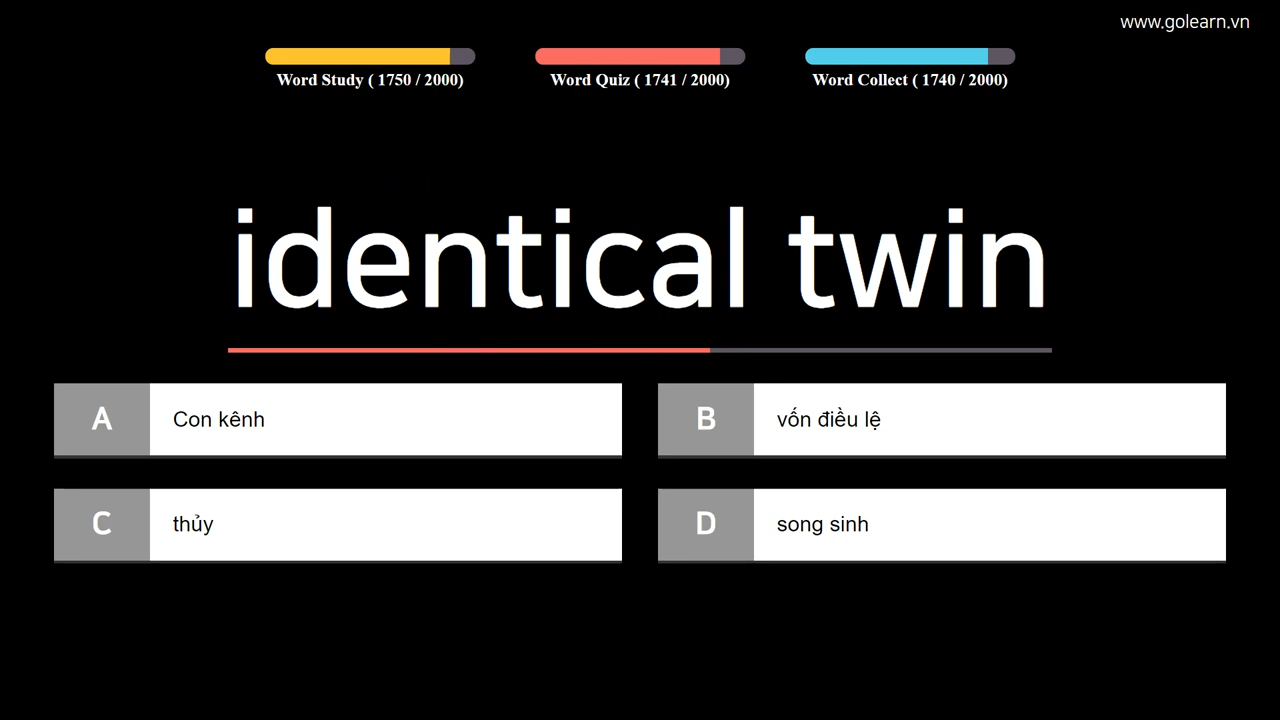 www.golearn.vn
Word Study ( 1750 / 2000)
Word Quiz ( 1741 / 2000)
Word Collect ( 1740 / 2000)
identical twin
A Con kênh
B vốn điều lệ
C thủy
D song sinh